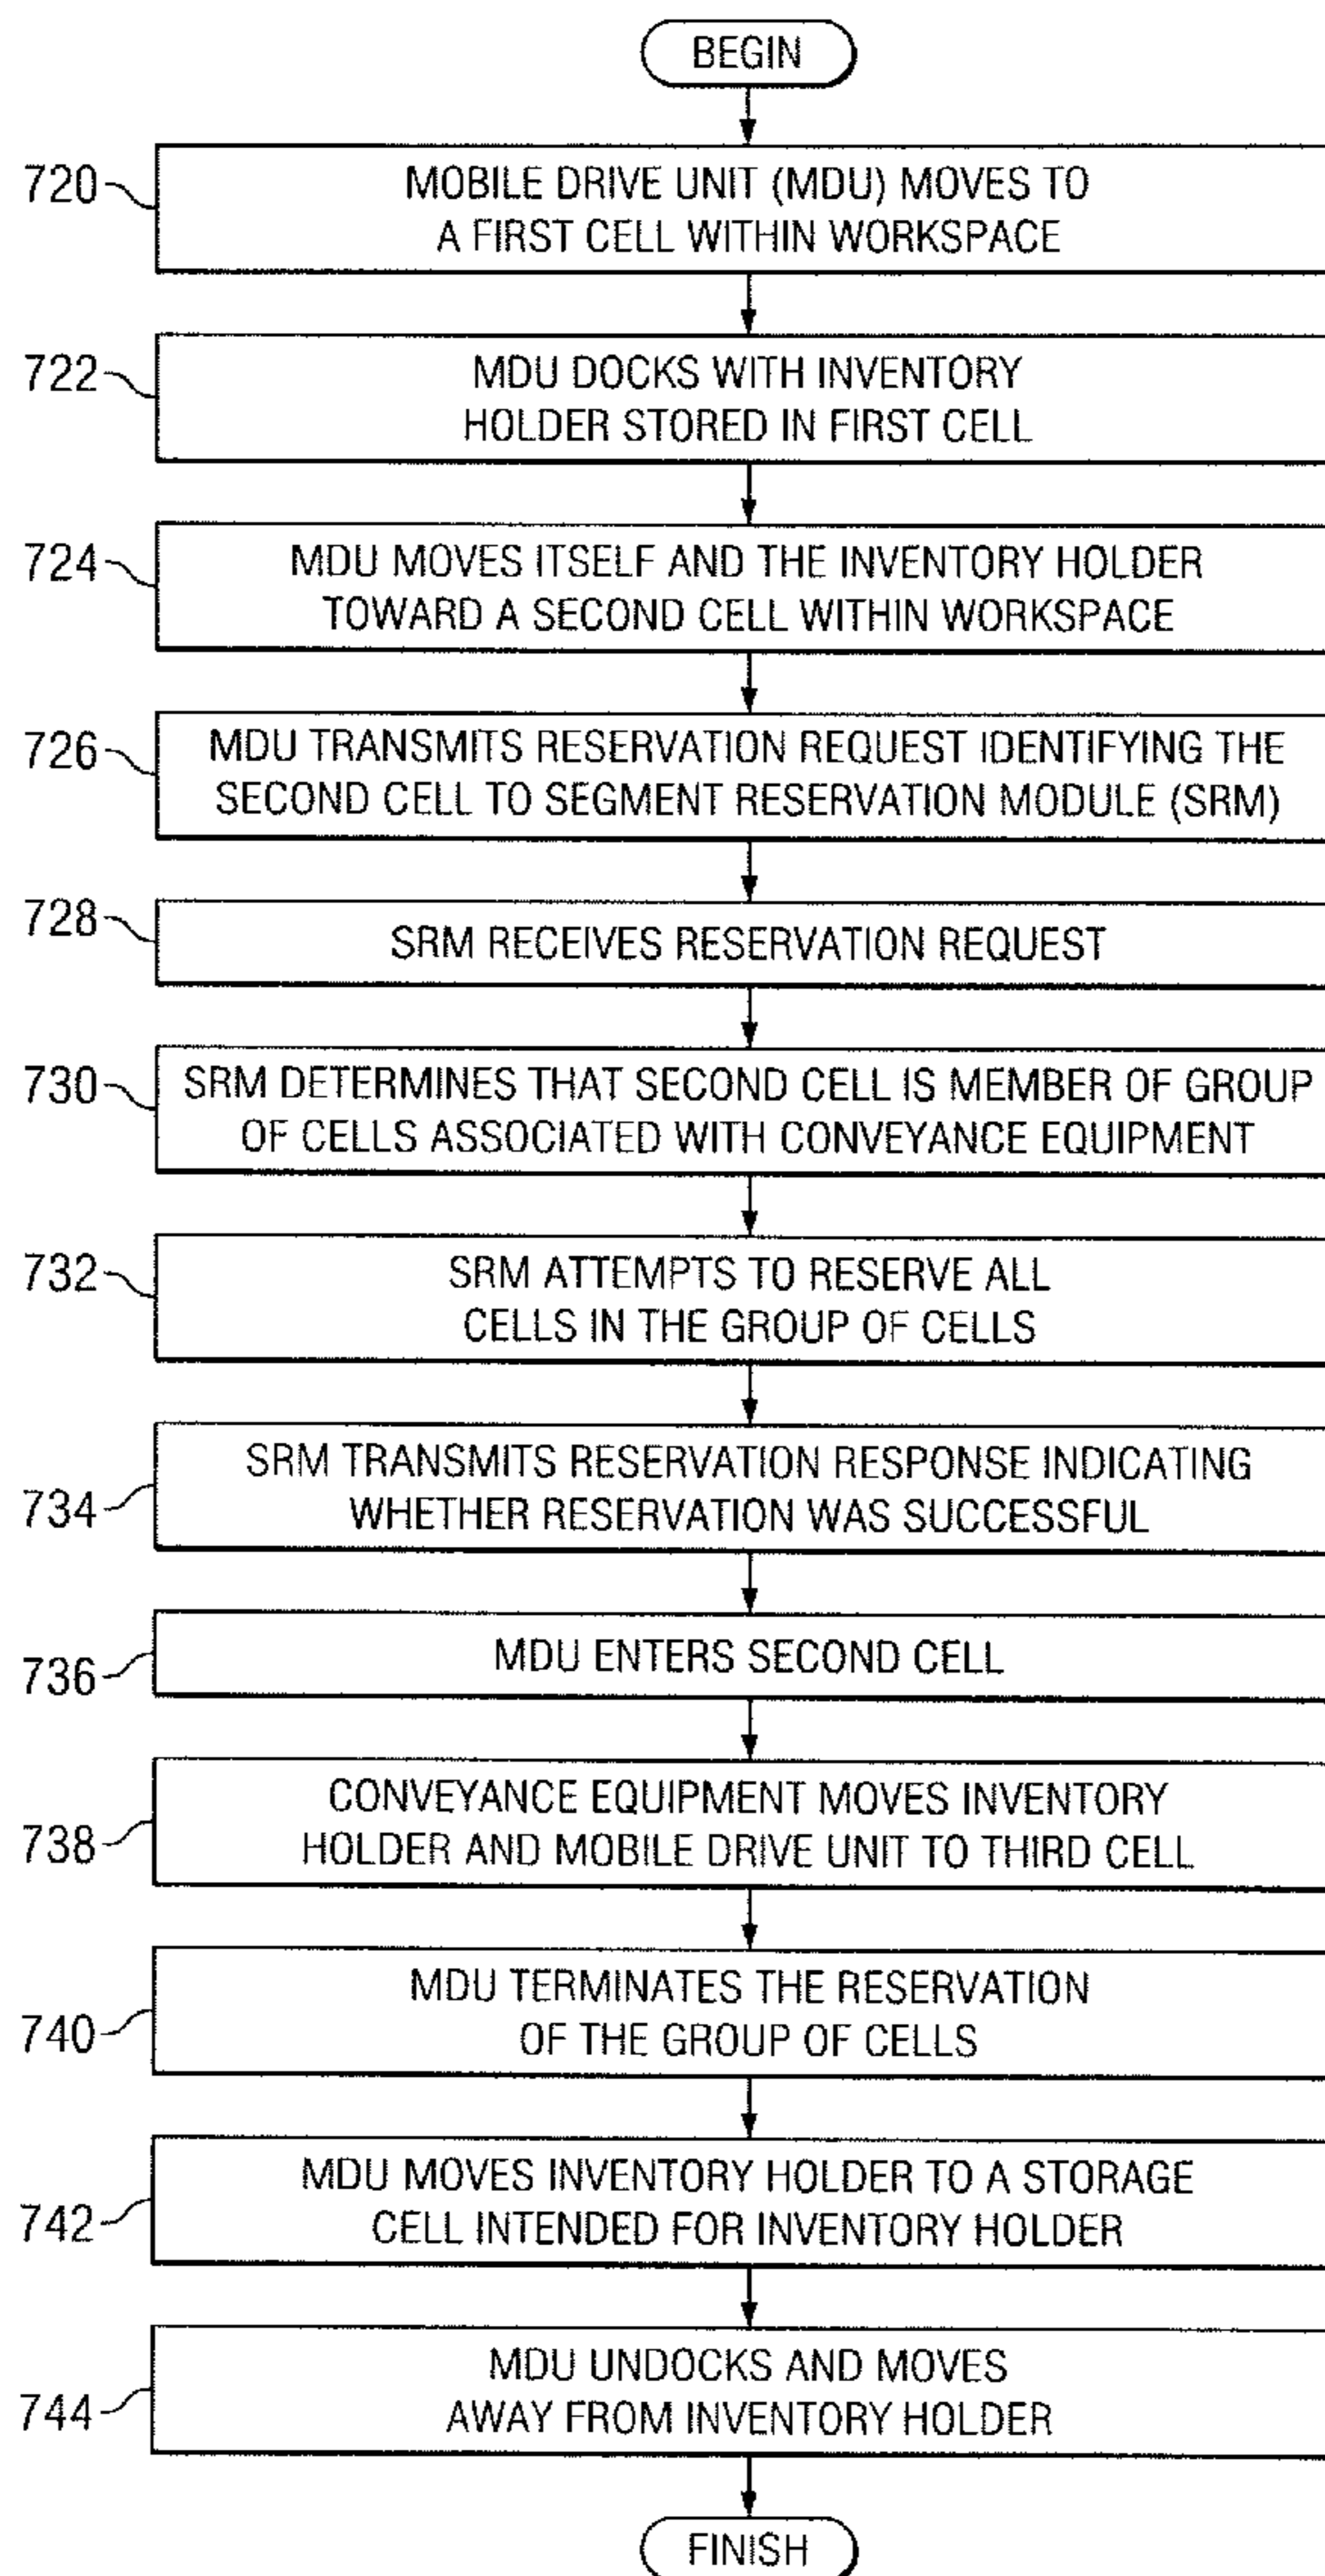 BEGIN
720
MOBILE DRIVE UNIT (MDU) MOVES TO
A FIRST CELL WITHIN WORKSPACE
722
MDU DOCKS WITH INVENTORY
HOLDER STORED IN FIRST CELL
724
MDU MOVES ITSELF AND THE INVENTORY HOLDER
TOWARD A SECOND CELL WITHIN WORKSPACE
726
MDU TRANSMITS RESERVATION REQUEST IDENTIFYING THE
SECOND CELL TO SEGMENT RESERVATION MODULE (SRM)
728
SRM RECEIVES RESERVATION REQUEST
730
SRM DETERMINES THAT SECOND CELL IS MEMBER OF GROUP
OF CELLS ASSOCIATED WITH CONVEYANCE EQUIPMENT
732
SRM ATTEMPTS TO RESERVE ALL
CELLS IN THE GROUP OF CELLS
734
SRM TRANSMITS RESERVATION RESPONSE INDICATING
WHETHER RESERVATION WAS SUCCESSFUL
736
MDU ENTERS SECOND CELL
738
CONVEYANCE EQUIPMENT MOVES INVENTORY
HOLDER AND MOBILE DRIVE UNIT TO THIRD CELL
740
MDU TERMINATES THE RESERVATION
OF THE GROUP OF CELLS
742
MDU MOVES INVENTORY HOLDER TO A STORAGE
CELL INTENDED FOR INVENTORY HOLDER
744
MDU UNDOCKS AND MOVES
AWAY FROM INVENTORY HOLDER
FINISH